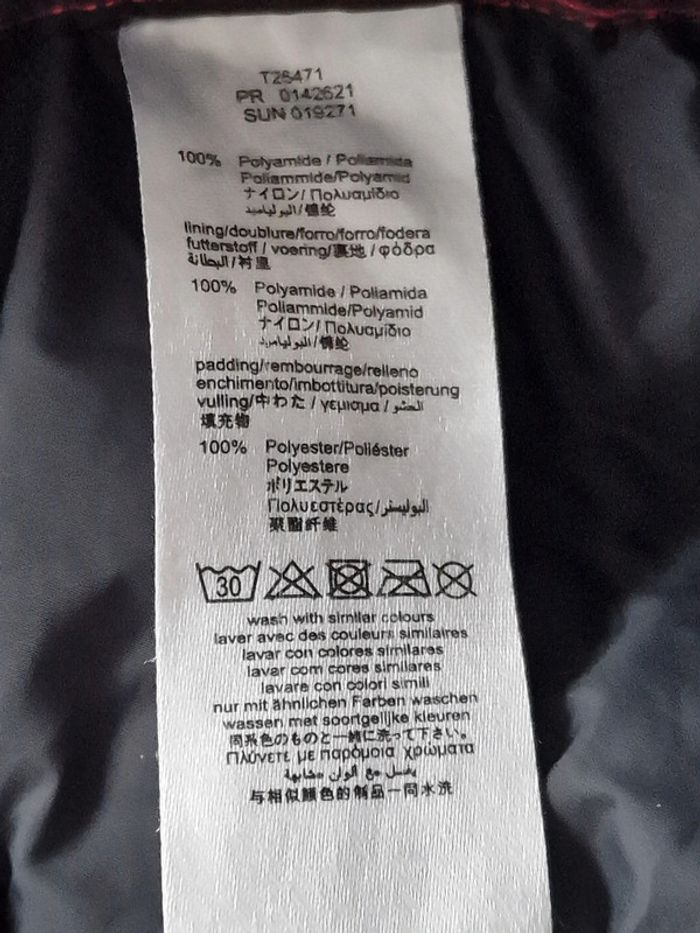 T26471
PR 0142621
SUN 019271
100% Polyamide / Poliamida
Poliammide/Polyamid
ナイロン/Πολυαμίδιο
البولياميد/锦纶
lining/doublure/forro/forro/fodera
futterstoff / voering/裏地/φόδρα
البطانة/衬里
100% Polyamide / Poliamida
Poliammide/Polyamid
ナイロン/Πολυαμίδιο
البولياميد/锦纶
padding/rembourrage/relleno
enchimento/imbottitura/poisterung
vulling/中わた / γεμισμα / الحشو
填充物
100% Polyester/Poliéster
Polyestere
ポリエステル
Πολυεστέρας/البوليستر
聚酯纤维
30
wash with similar colours
laver avec des couleurs similaires
lavar con colores similares
lavar com cores similares
lavare con colori simili
nur mit ähnlichen Farben waschen
wassen met soortgelijke kleuren
同系色のものと一緒に洗って下さい。
Πλύνετε με παρόμοια χρώματα
يغسل مع ألوان مشابهة
与相似颜色的制品一同水洗